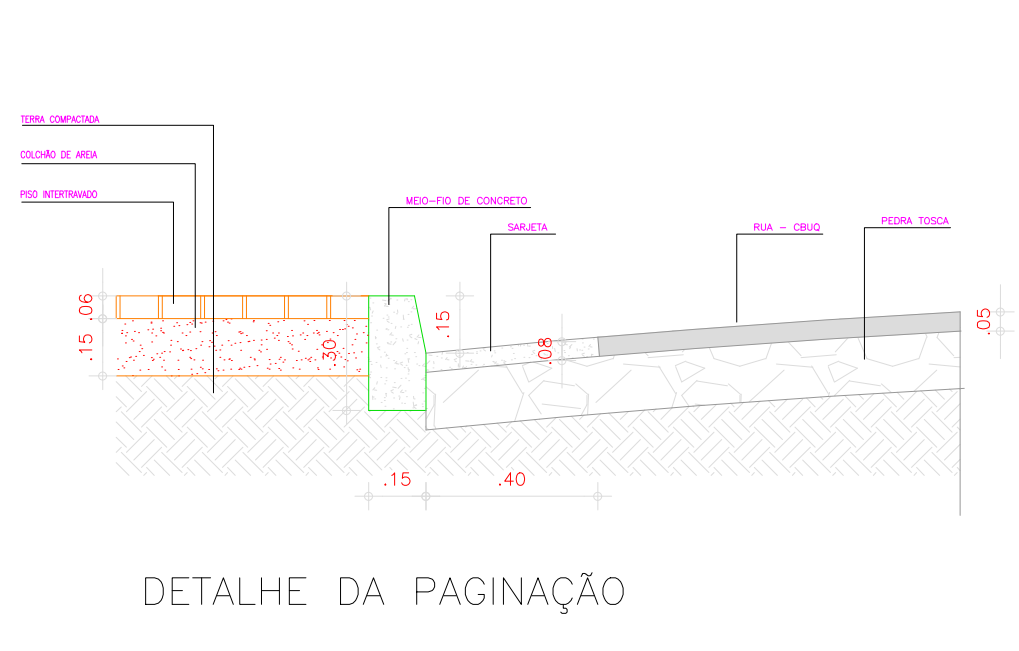 TERRA COMPACTADA
COLCHÃO DE AREIA
PISO INTERTRAVADO
MEIO-FIO DE CONCRETO
SARJETA
RUA - CBUQ
PEDRA TOSCA
.06
.15
.30
.15
.08
.05
.15
.40
DETALHE DA PAGINAÇÃO